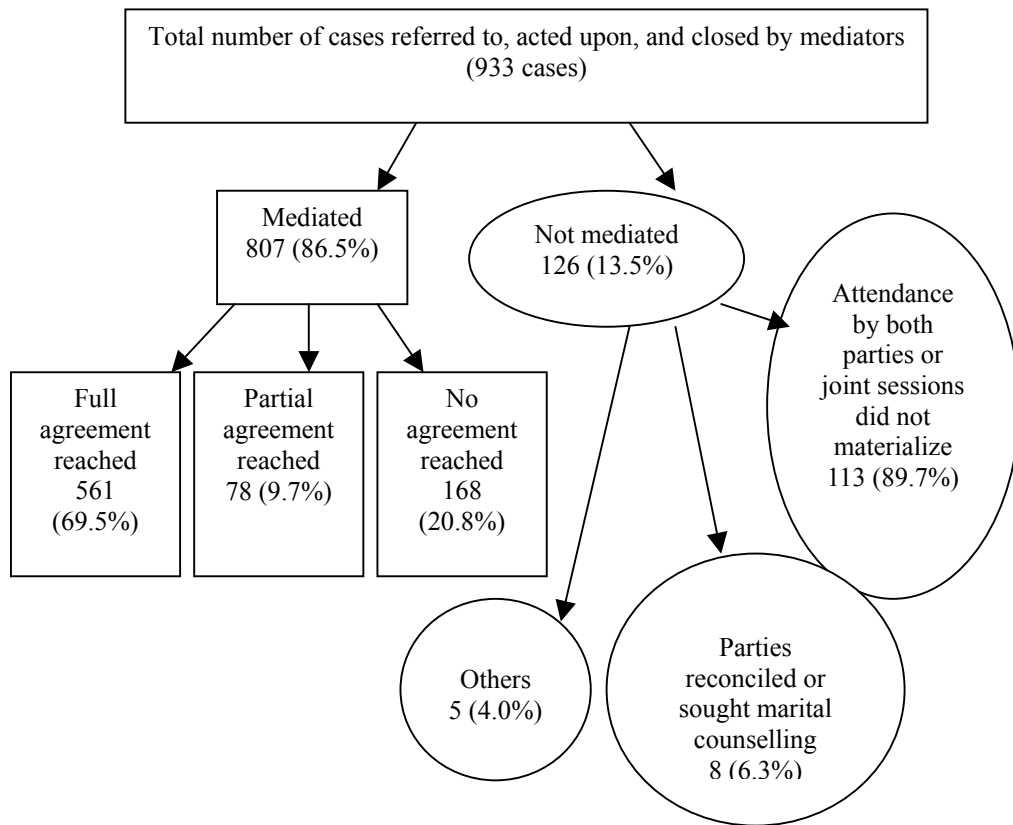 Total number of cases referred to, acted upon, and closed by mediators
(933 cases)
Mediated
807 (86.5%)
Not mediated
126 (13.5%)
Attendance
by both
parties or
joint sessions
did not
materialize
113 (89.7%)
Full
agreement
reached
561
(69.5%)
Partial
agreement
reached
78 (9.7%)
No
agreement
reached
168
(20.8%)
Others
5 (4.0%)
Parties
reconciled or
sought marital
counselling
8 (6.3%)